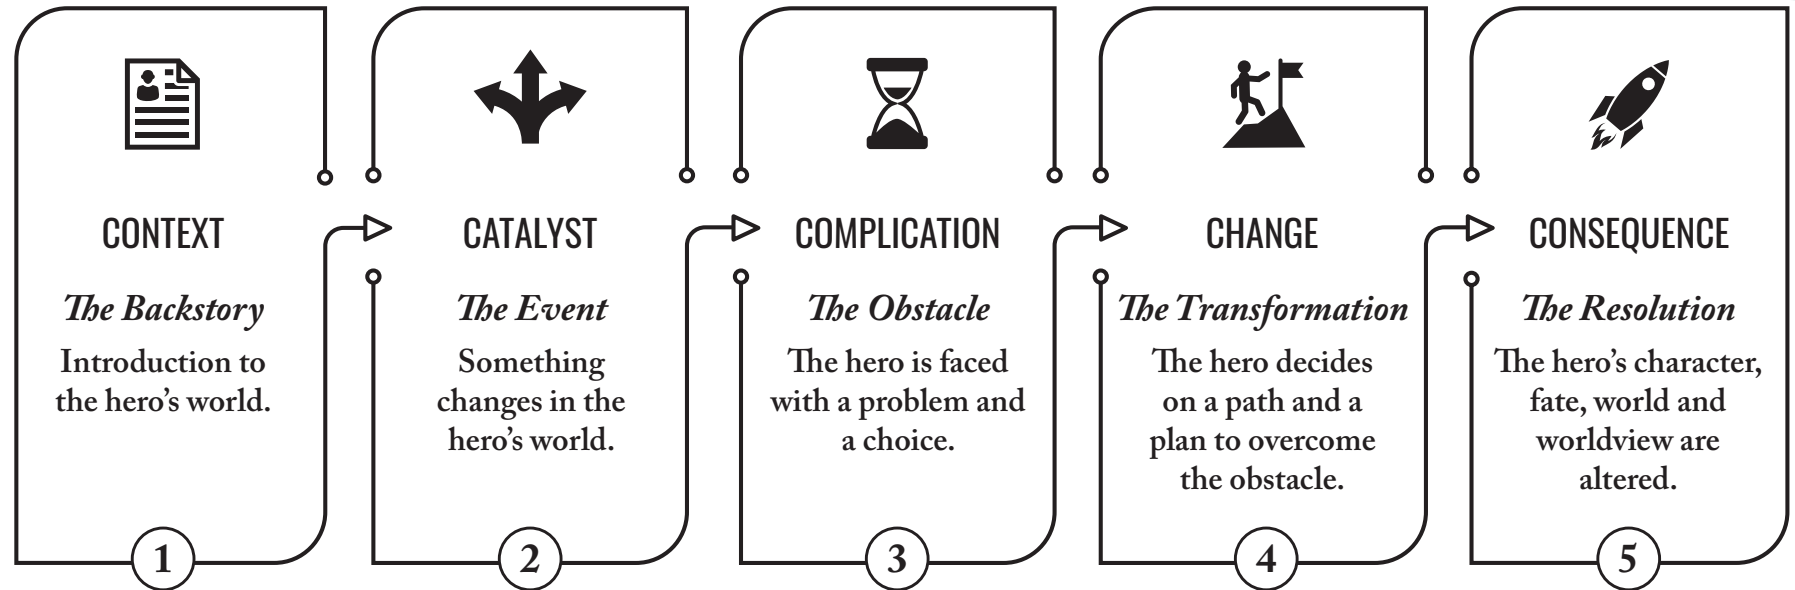 CONTEXT
The Backstory
Introduction to
the hero’s world.
1
CATALYST
The Event
Something
changes in the
hero’s world.
2
COMPLICATION
The Obstacle
The hero is faced
with a problem and
a choice.
3
CHANGE
The Transformation
The hero decides
on a path and a
plan to overcome
the obstacle.
4
CONSEQUENCE
The Resolution
The hero’s character,
fate, world and
worldview are
altered.
5